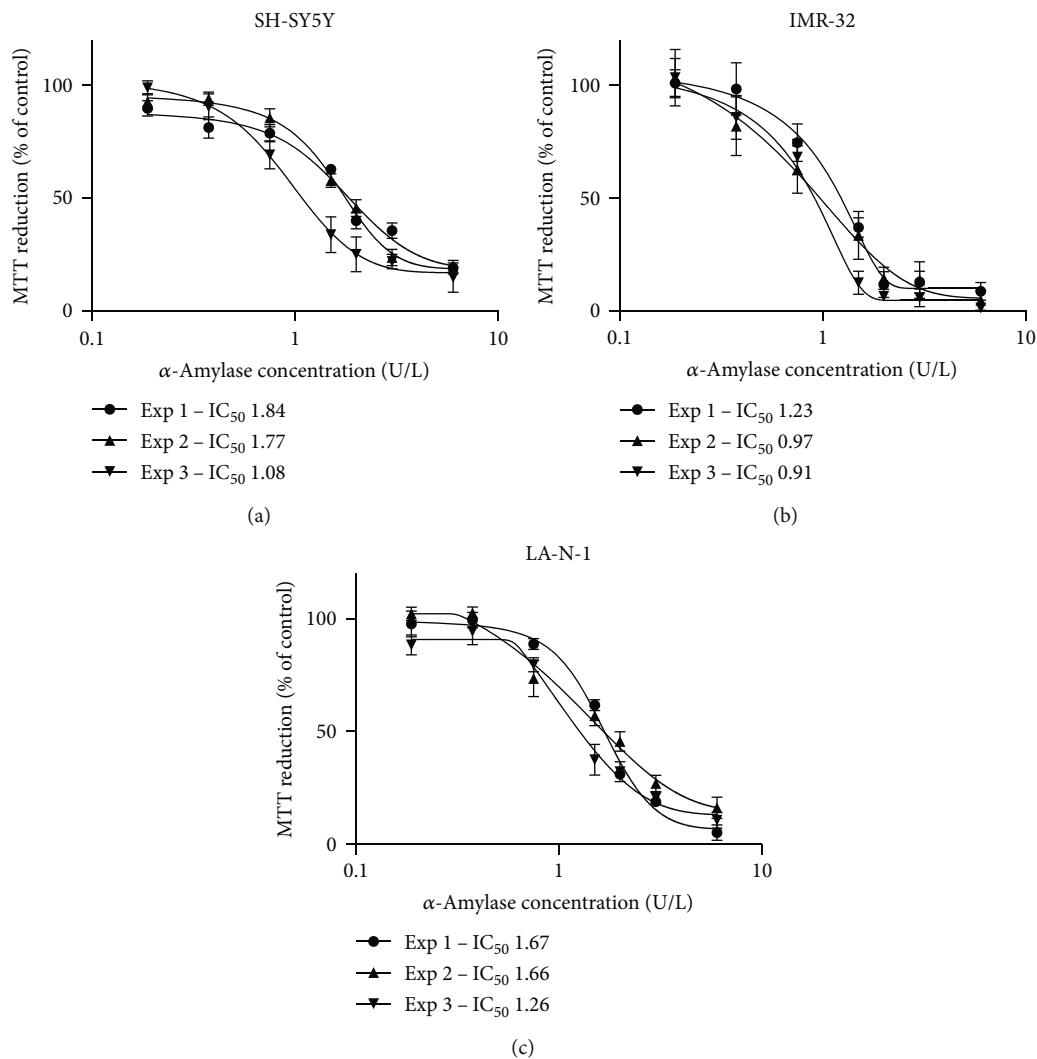 SH-SY5Y
MTT reduction (% of control)
100
50
0
0.1
1
10
α-Amylase concentration (U/L)
Exp 1 – IC₅₀ 1.84
Exp 2 – IC₅₀ 1.77
Exp 3 – IC₅₀ 1.08
(a)
IMR-32
MTT reduction (% of control)
100
50
0
0.1
1
10
α-Amylase concentration (U/L)
Exp 1 – IC₅₀ 1.23
Exp 2 – IC₅₀ 0.97
Exp 3 – IC₅₀ 0.91
(b)
LA-N-1
MTT reduction (% of control)
100
50
0
0.1
1
10
α-Amylase concentration (U/L)
Exp 1 – IC₅₀ 1.67
Exp 2 – IC₅₀ 1.66
Exp 3 – IC₅₀ 1.26
(c)